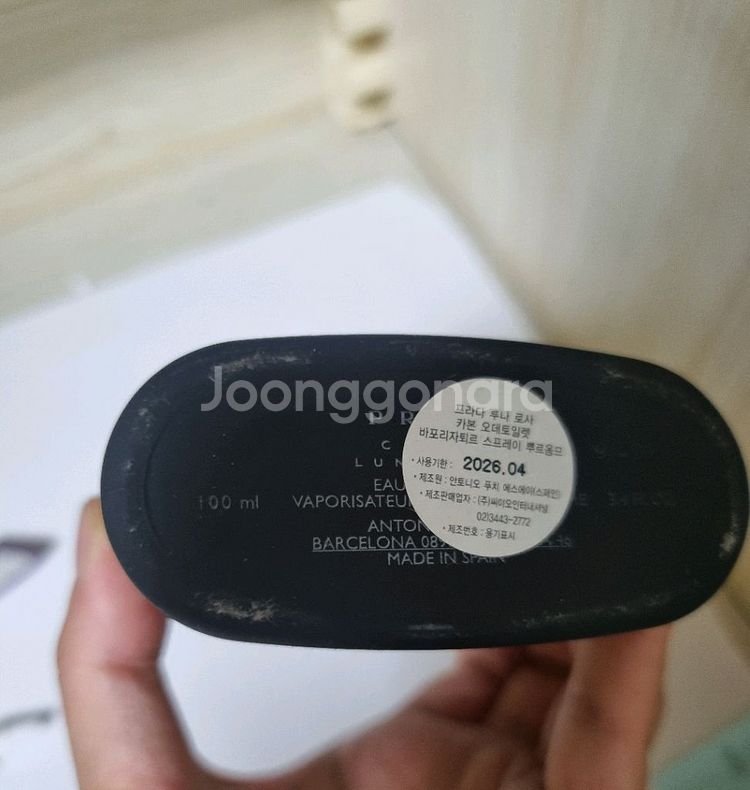 Joonggonara
PR
C
LUN
EAU
100 ml
VAPORISATEUR
ANTON
BARCELONA 08
MADE IN SPAIN
프라다 루나 로사
카본 오데토일렛
바포리자튀르 스프레이 뿌르옴므
· 사용기한 : 2026.04
· 제조원 : 안토니오 푸치 에스에이(스페인)
· 제조판매업자 : (주)씨이오인터내셔널
02)3443-2772
· 제조번호 : 용기표시